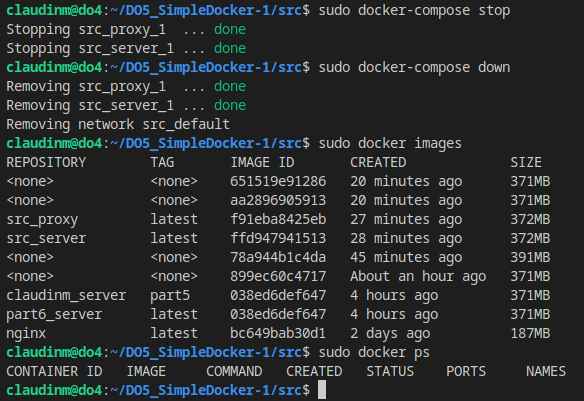 claudinm@do4:~/DO5_SimpleDocker-1/src$ sudo docker-compose stop
Stopping src_proxy_1  ... done
Stopping src_server_1 ... done
claudinm@do4:~/DO5_SimpleDocker-1/src$ sudo docker-compose down
Removing src_proxy_1  ... done
Removing src_server_1 ... done
Removing network src_default
claudinm@do4:~/DO5_SimpleDocker-1/src$ sudo docker images
REPOSITORY        TAG       IMAGE ID       CREATED             SIZE
<none>            <none>    651519e91286   20 minutes ago      371MB
<none>            <none>    aa2896905913   20 minutes ago      371MB
src_proxy         latest    f91eba8425eb   27 minutes ago      372MB
src_server        latest    ffd947941513   28 minutes ago      372MB
<none>            <none>    78a944b1c4da   45 minutes ago      391MB
<none>            <none>    899ec60c4717   About an hour ago   371MB
claudinm_server   part5     038ed6def647   4 hours ago         371MB
part6_server      latest    038ed6def647   4 hours ago         371MB
nginx             latest    bc649bab30d1   2 days ago          187MB
claudinm@do4:~/DO5_SimpleDocker-1/src$ sudo docker ps
CONTAINER ID   IMAGE     COMMAND   CREATED   STATUS    PORTS     NAMES
claudinm@do4:~/DO5_SimpleDocker-1/src$